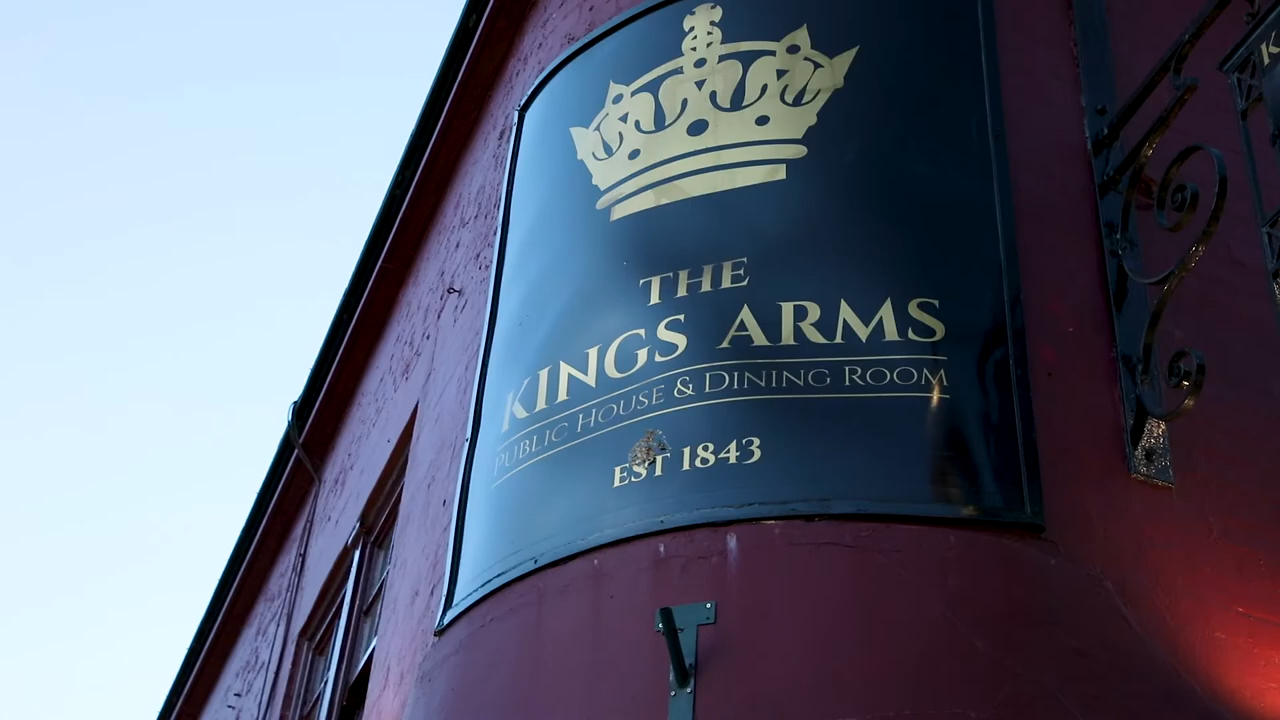 THE
KINGS ARMS
PUBLIC HOUSE & DINING ROOM
EST 1843
K